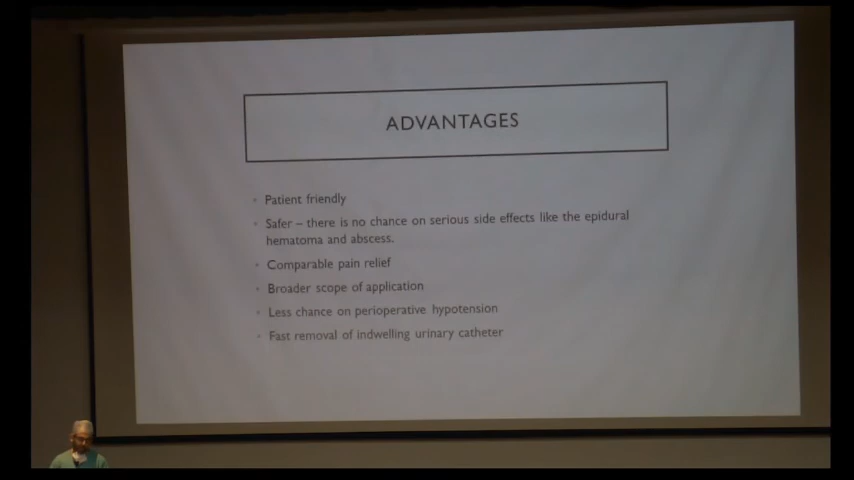 ADVANTAGES
• Patient friendly
• Safer – there is no chance on serious side effects like the epidural
hematoma and abscess.
• Comparable pain relief
• Broader scope of application
• Less chance on perioperative hypotension
• Fast removal of indwelling urinary catheter